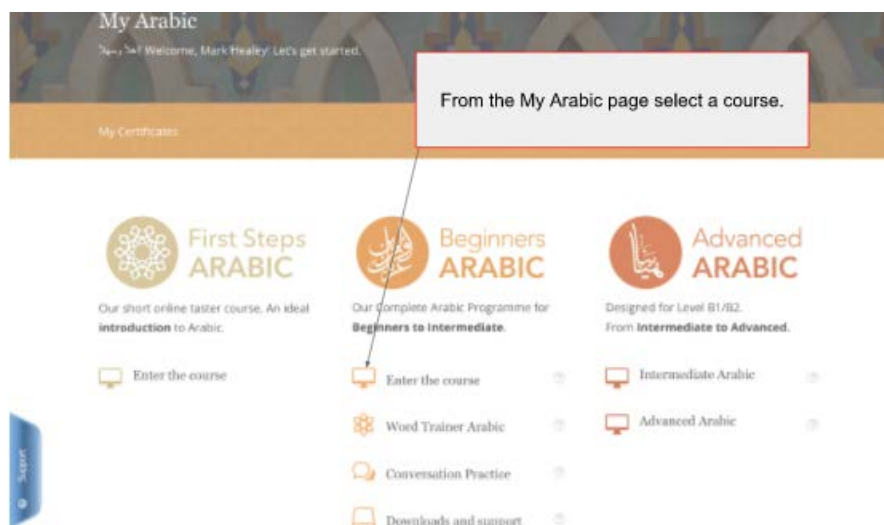 My Arabic
Welcome, Mark Healey! Let's get started.
From the My Arabic page select a course.
My Certificates
First Steps
ARABIC
Our short online taster course. An ideal
introduction to Arabic.
Enter the course
Beginners
ARABIC
Our Complete Arabic Programme for
Beginners to Intermediate.
Enter the course
Word Trainer Arabic
Conversation Practice
Downloads and support
Advanced
ARABIC
Designed for Level B1/B2.
From Intermediate to Advanced.
Intermediate Arabic
Advanced Arabic
Support